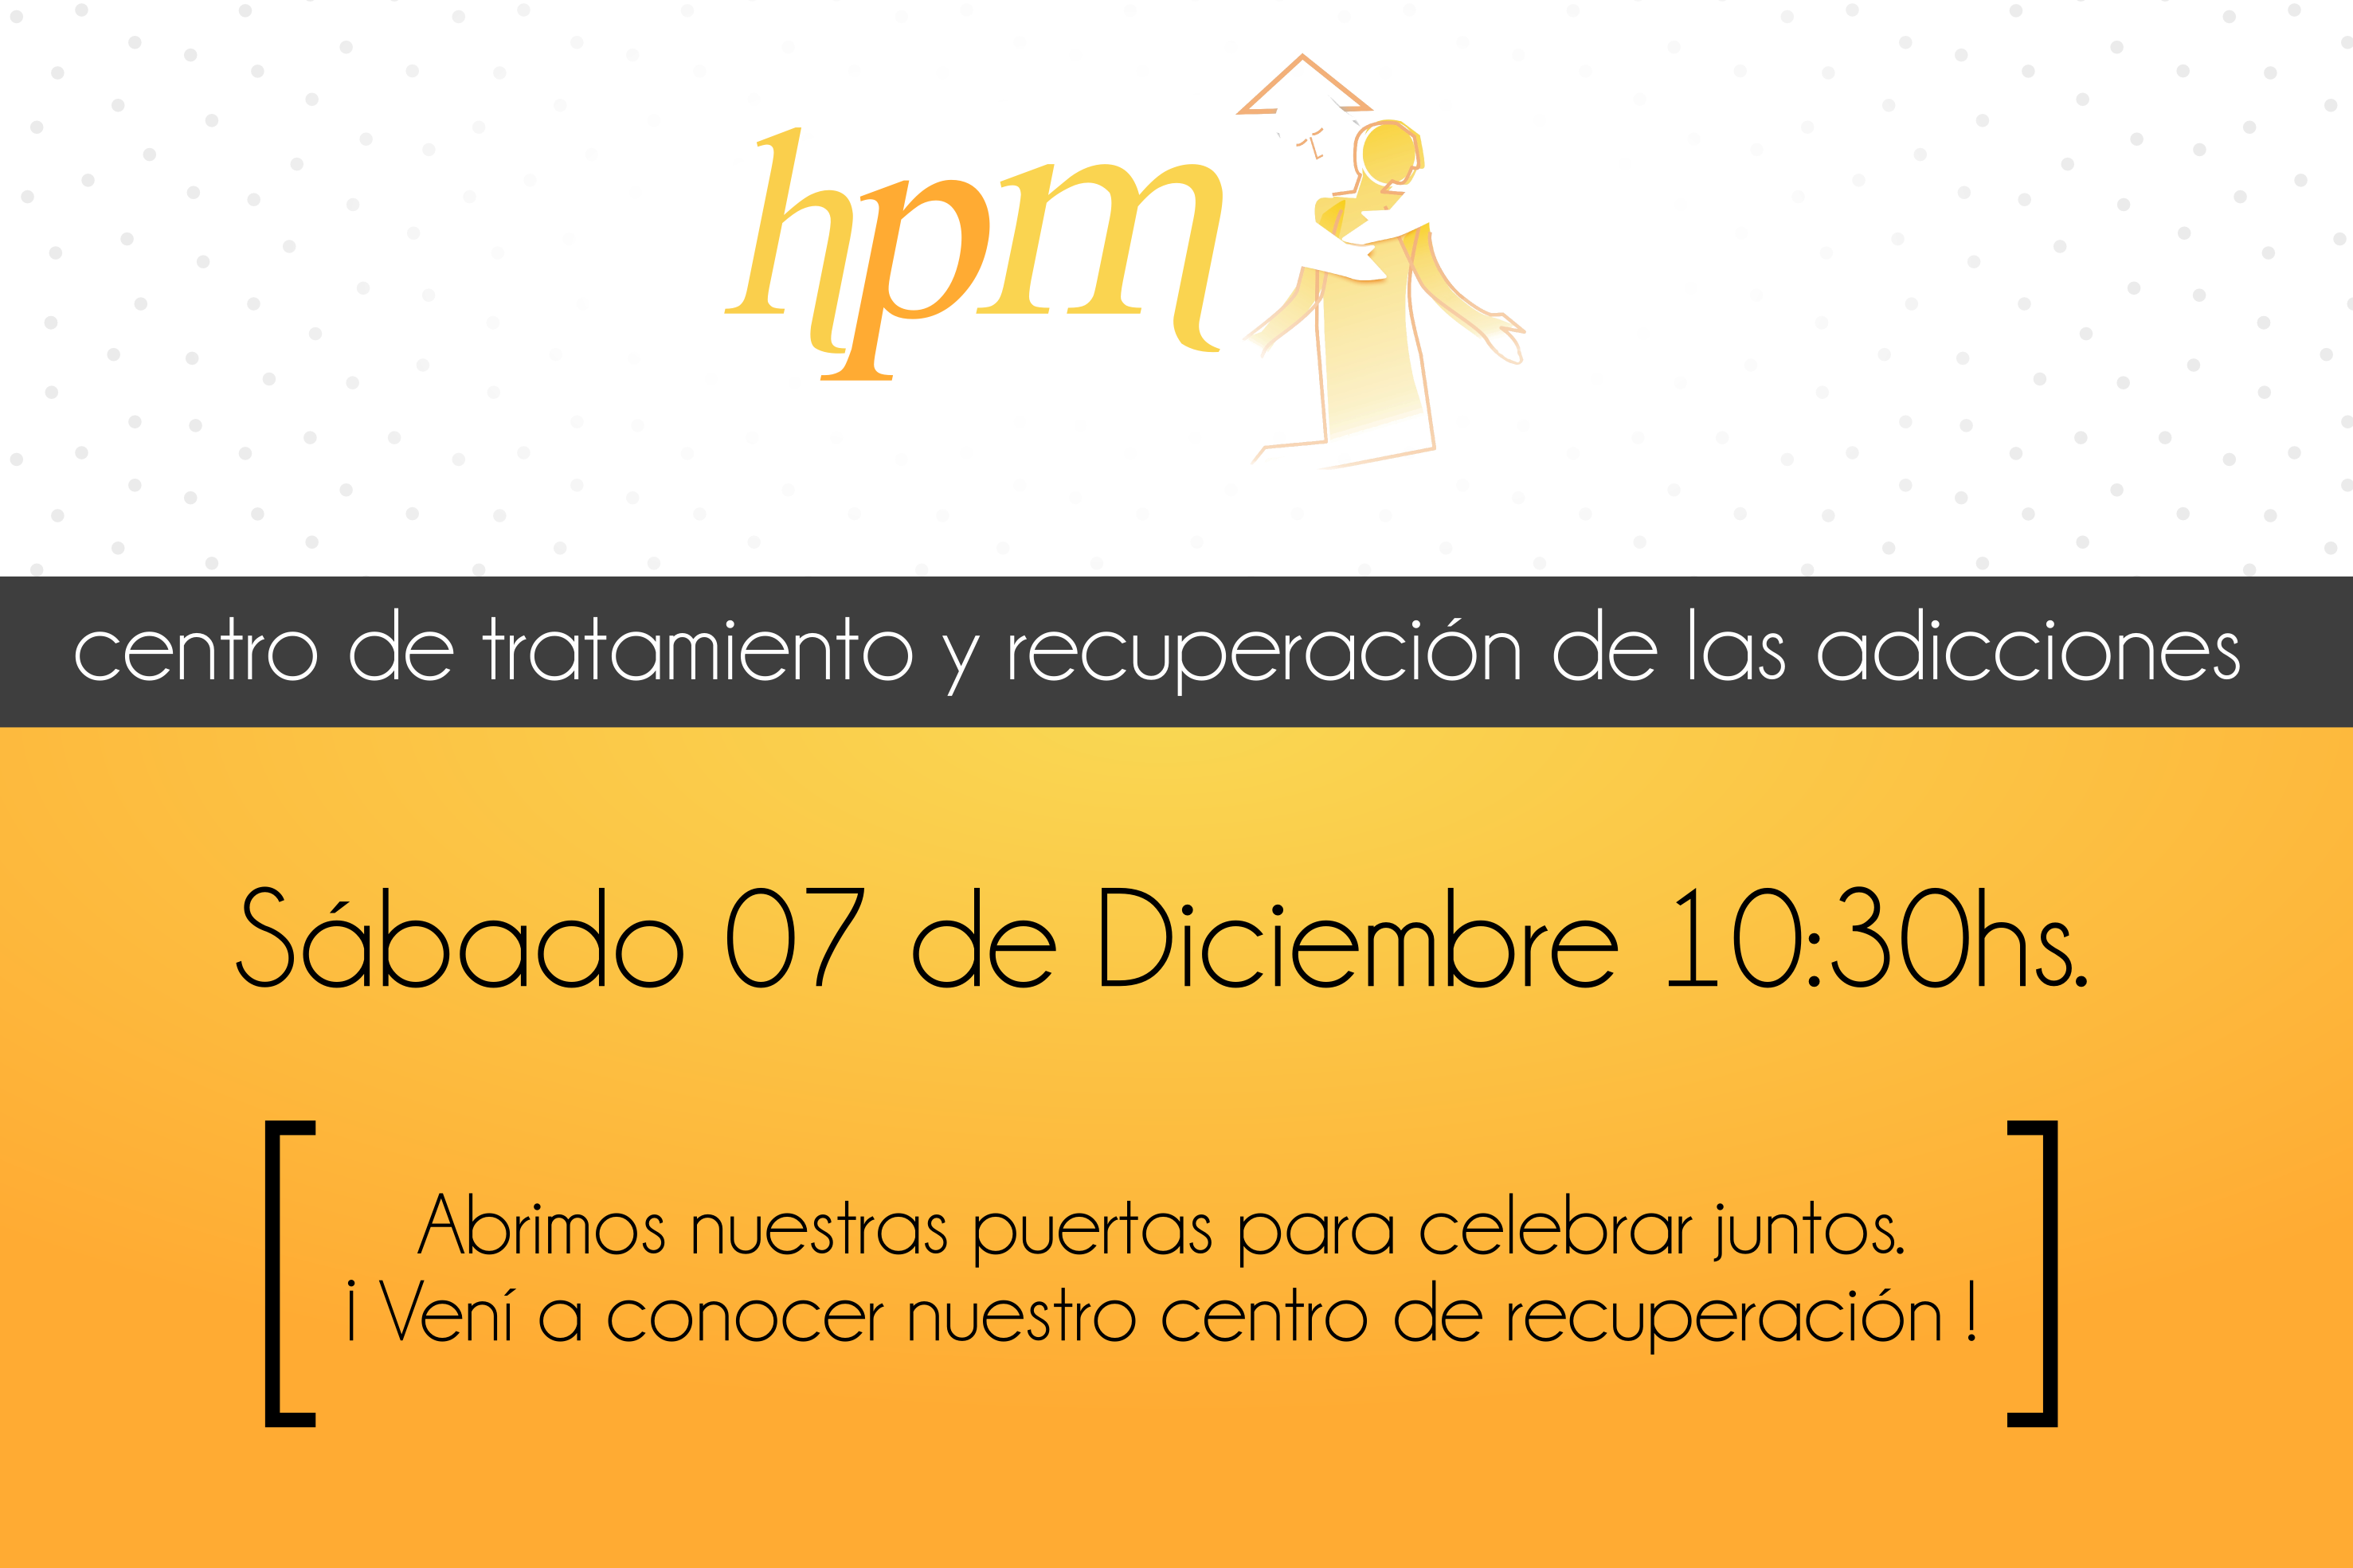 hpm
centro de tratamiento y recuperación de las adicciones
Sábado 07 de Diciembre 10:30hs.
Abrimos nuestras puertas para celebrar juntos.
¡ Vení a conocer nuestro centro de recuperación !